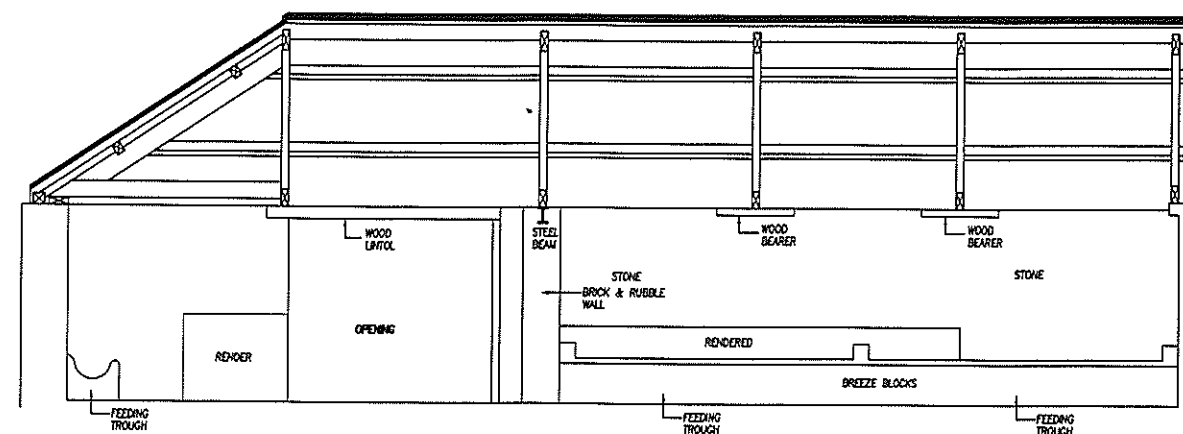 WOOD
LINTOL
STEEL
BEAM
WOOD
BEARER
WOOD
BEARER
STONE
STONE
BRICK & RUBBLE
WALL
OPENING
RENDER
RENDERED
BREEZE BLOCKS
FEEDING
TROUGH
FEEDING
TROUGH
FEEDING
TROUGH